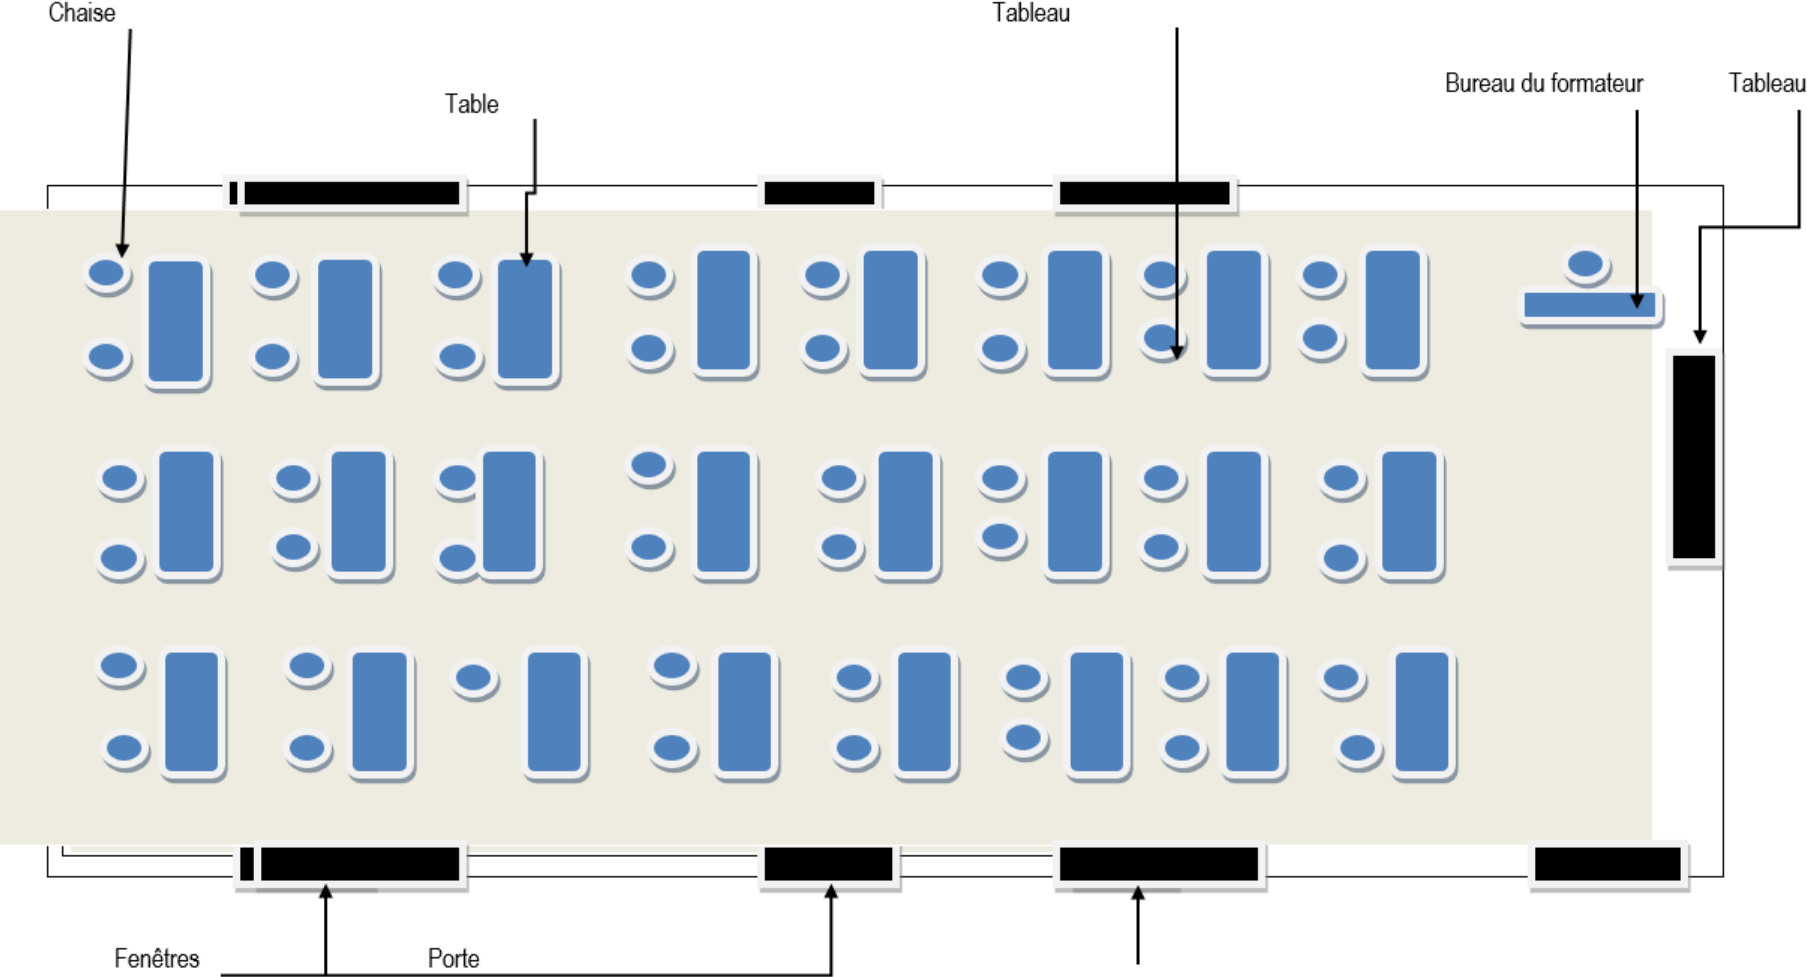 Chaise
Tableau
Bureau du formateur
Tableau
Table
Fenêtres
Porte